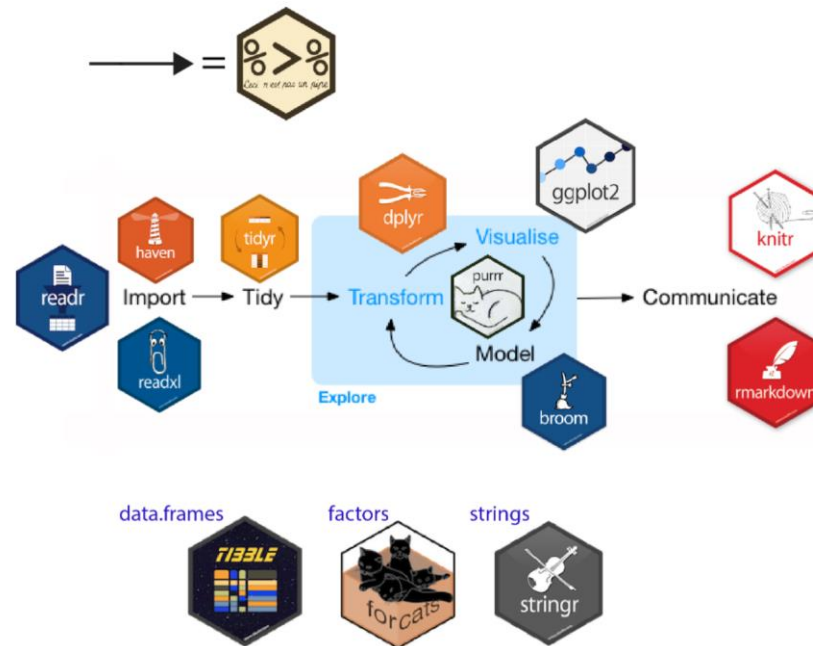 = %>%
Ceci n'est pas un pipe
ggplot2
dplyr
haven
tidyr
Visualise
knitr
readr
Import
Tidy
Transform
purrr
Communicate
readxl
Model
Explore
broom
rmarkdown
data.frames factors strings
TIBBLE
forcats
stringr